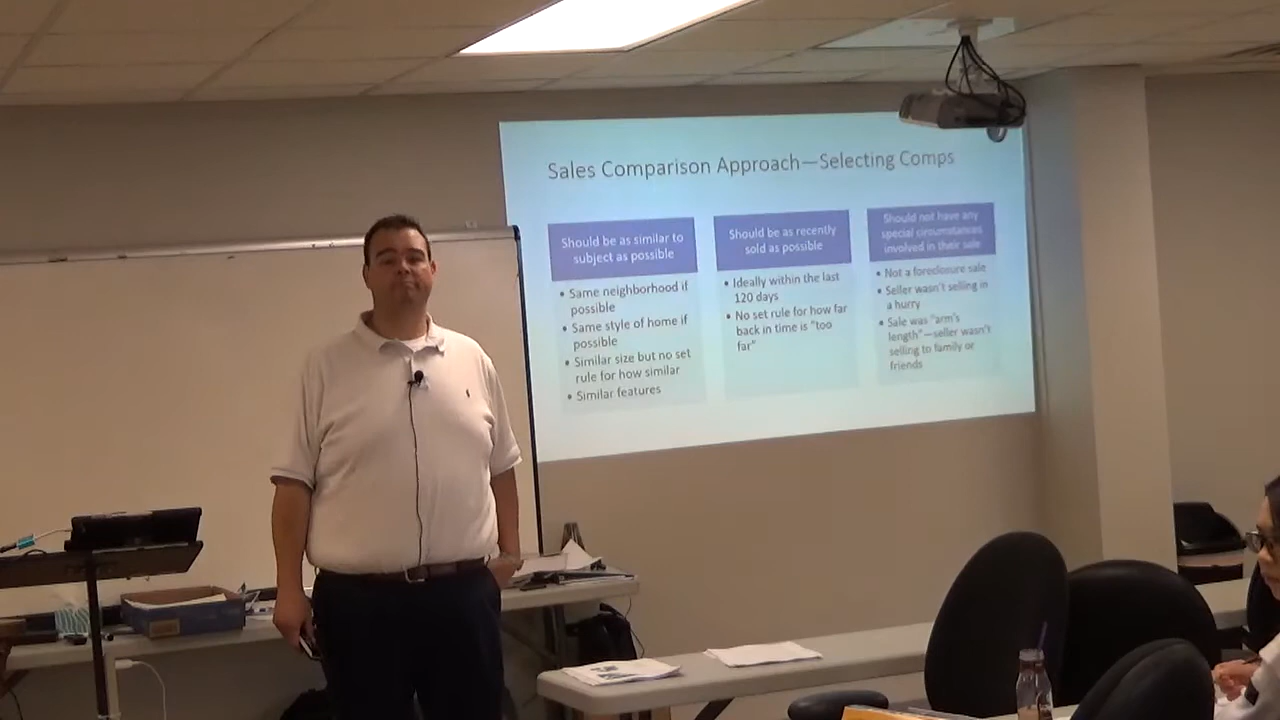 Sales Comparison Approach—Selecting Comps
Should be as similar to
subject as possible
• Same neighborhood if
possible
• Same style of home if
possible
• Similar size but no set
rule for how similar
• Similar features
Should be as recently
sold as possible
• Ideally within the last
120 days
• No set rule for how far
back in time is "too
far"
Should not have any
special circumstances
involved in their sale
• Not a foreclosure sale
• Seller wasn't selling in
a hurry
• Sale was "arm's
length"—seller wasn't
selling to family or
friends